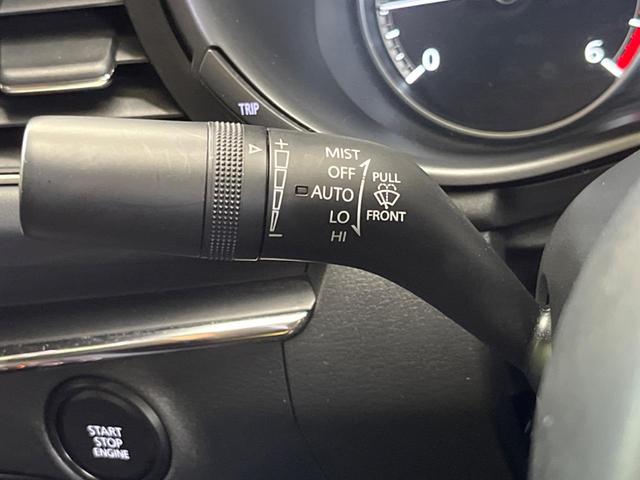 0
6
TRIP
MIST
OFF
AUTO
LO
HI
PULL
FRONT
START
STOP
ENGINE